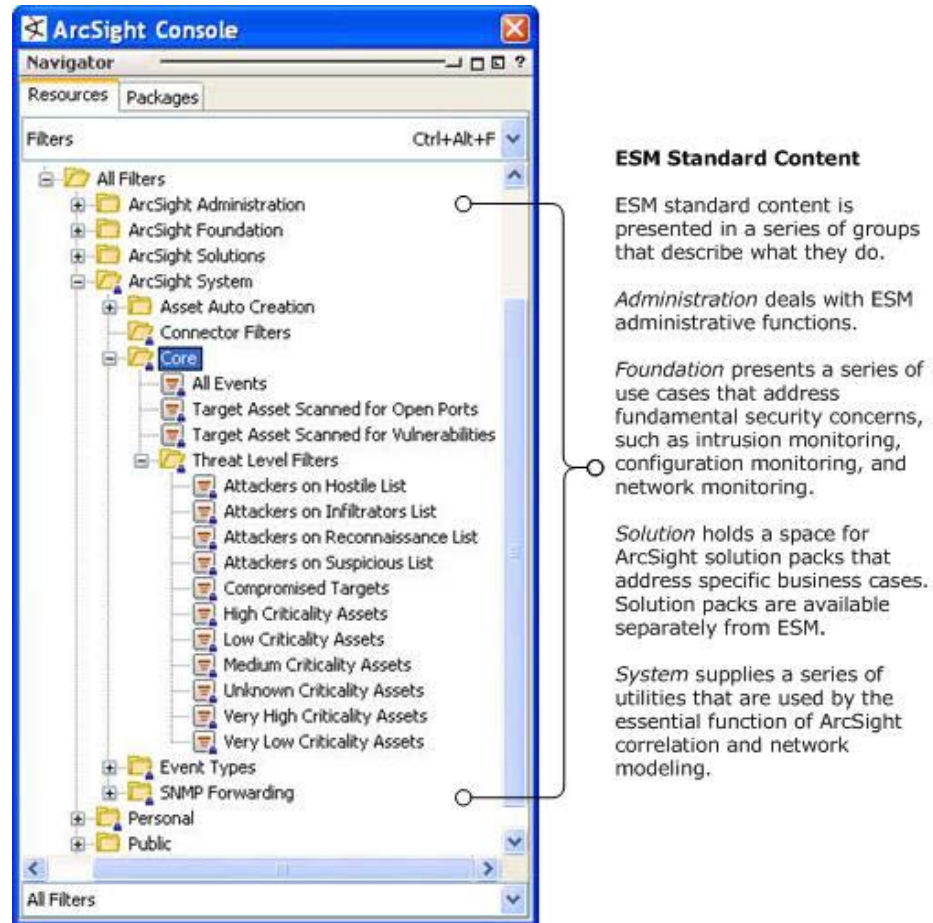 ArcSight Console
Navigator
?
Resources
Packages
Filters
Ctrl+Alt+F
All Filters
ArcSight Administration
ArcSight Foundation
ArcSight Solutions
ArcSight System
Asset Auto Creation
Connector Filters
Core
All Events
Target Asset Scanned for Open Ports
Target Asset Scanned for Vulnerabilities
Threat Level Filters
Attackers on Hostile List
Attackers on Infiltrators List
Attackers on Reconnaissance List
Attackers on Suspicious List
Compromised Targets
High Criticality Assets
Low Criticality Assets
Medium Criticality Assets
Unknown Criticality Assets
Very High Criticality Assets
Very Low Criticality Assets
Event Types
SNMP Forwarding
Personal
Public
All Filters
ESM Standard Content
ESM standard content is
presented in a series of groups
that describe what they do.
Administration deals with ESM
administrative functions.
Foundation presents a series of
use cases that address
fundamental security concerns,
such as intrusion monitoring,
configuration monitoring, and
network monitoring.
Solution holds a space for
ArcSight solution packs that
address specific business cases.
Solution packs are available
separately from ESM.
System supplies a series of
utilities that are used by the
essential function of ArcSight
correlation and network
modeling.